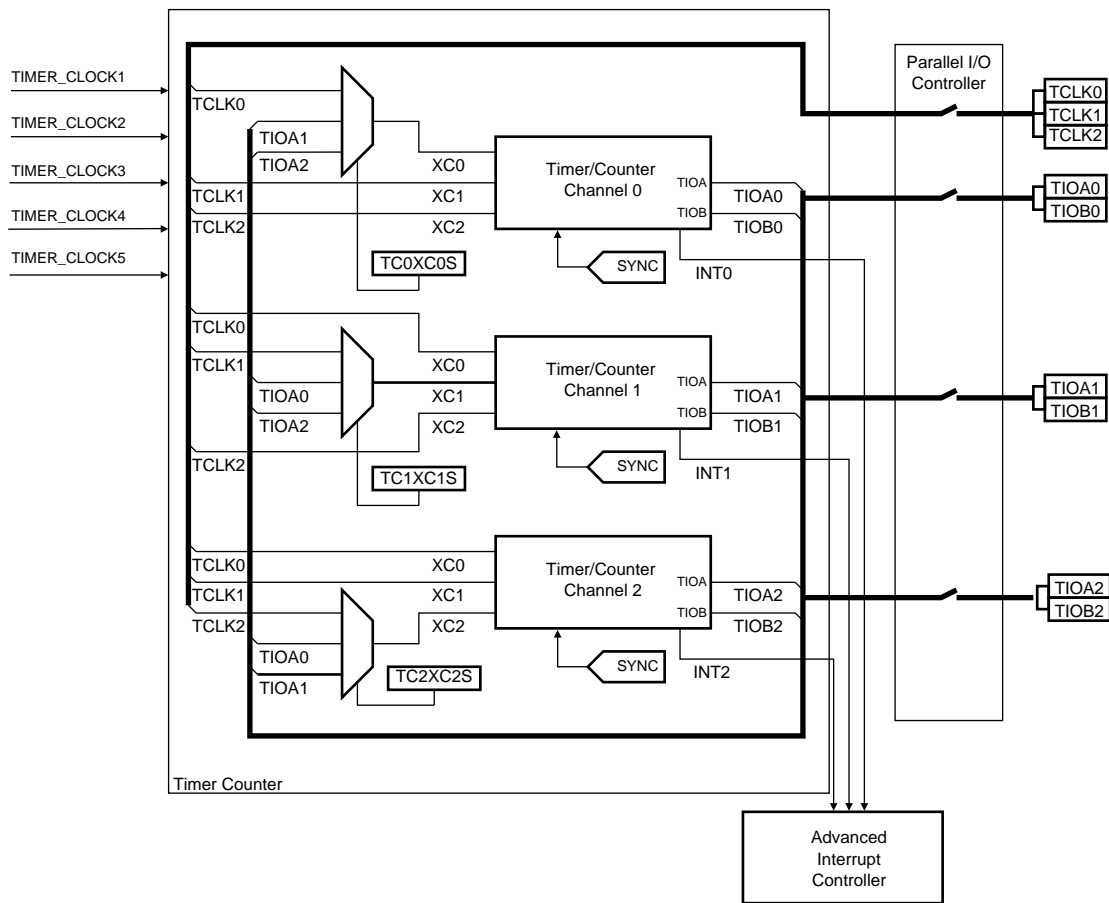 TIMER_CLOCK1
TIMER_CLOCK2
TIMER_CLOCK3
TIMER_CLOCK4
TIMER_CLOCK5
TCLK0
TIOA1
TIOA2
TCLK1
TCLK2
XC0
XC1
XC2
TC0XC0S
Timer/Counter
Channel 0
TIOA
TIOB
TIOA0
TIOB0
SYNC
INT0
TCLK0
TCLK1
TIOA0
TIOA2
TCLK2
XC0
XC1
XC2
TC1XC1S
Timer/Counter
Channel 1
TIOA
TIOB
TIOA1
TIOB1
SYNC
INT1
TCLK0
TCLK1
TCLK2
TIOA0
TIOA1
XC0
XC1
XC2
TC2XC2S
Timer/Counter
Channel 2
TIOA
TIOB
TIOA2
TIOB2
SYNC
INT2
Timer Counter
Parallel I/O
Controller
TCLK0
TCLK1
TCLK2
TIOA0
TIOB0
TIOA1
TIOB1
TIOA2
TIOB2
Advanced
Interrupt
Controller